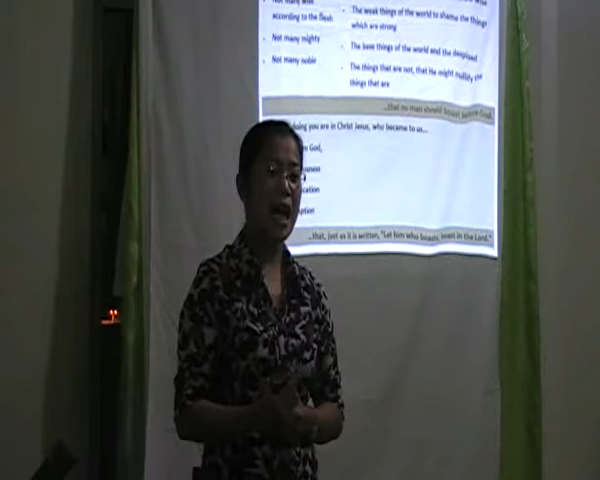 Not many wise
according to the flesh
Not many mighty
Not many noble
The weak things of the world to shame the things
which are strong
The base things of the world and the despised
The things that are not, that He might nullify the
things that are
...that no man should boast before God.
doing you are in Christ Jesus, who became to us...
God,
...that, just as it is written, "Let him who boasts, boast in the Lord."